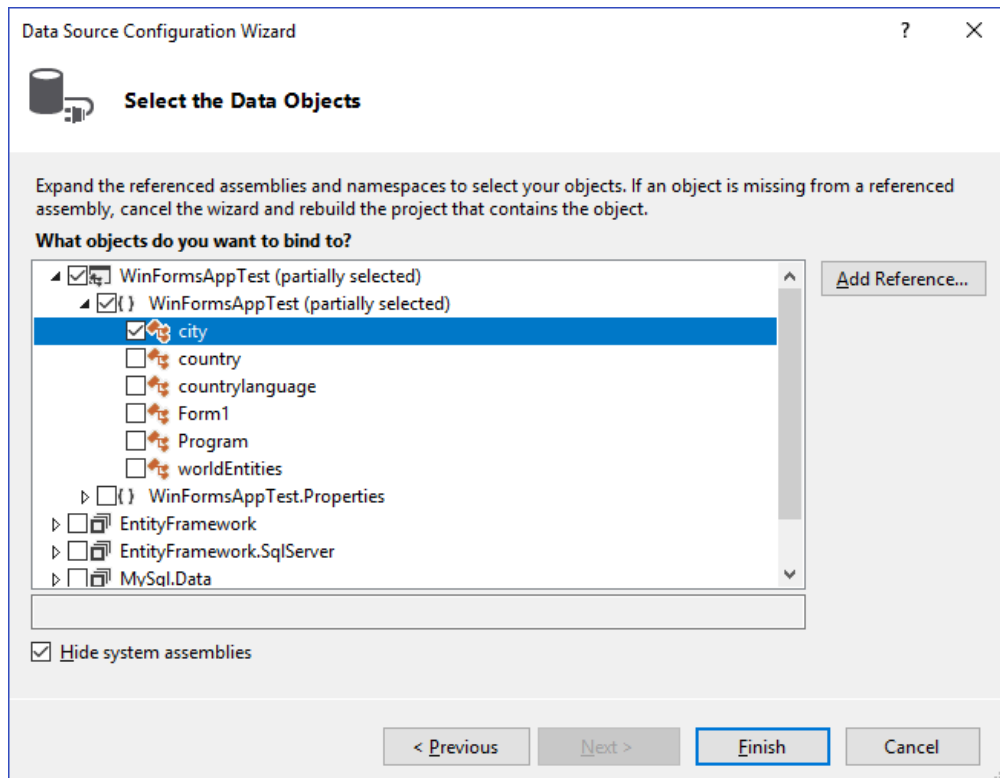 Data Source Configuration Wizard
?
Select the Data Objects
Expand the referenced assemblies and namespaces to select your objects. If an object is missing from a referenced
assembly, cancel the wizard and rebuild the project that contains the object.
What objects do you want to bind to?
WinFormsAppTest (partially selected)
Add Reference...
{ } WinFormsAppTest (partially selected)
city
country
countrylanguage
Form1
Program
worldEntities
{ } WinFormsAppTest.Properties
EntityFramework
EntityFramework.SqlServer
MySql.Data
Hide system assemblies
< Previous
Next >
Finish
Cancel